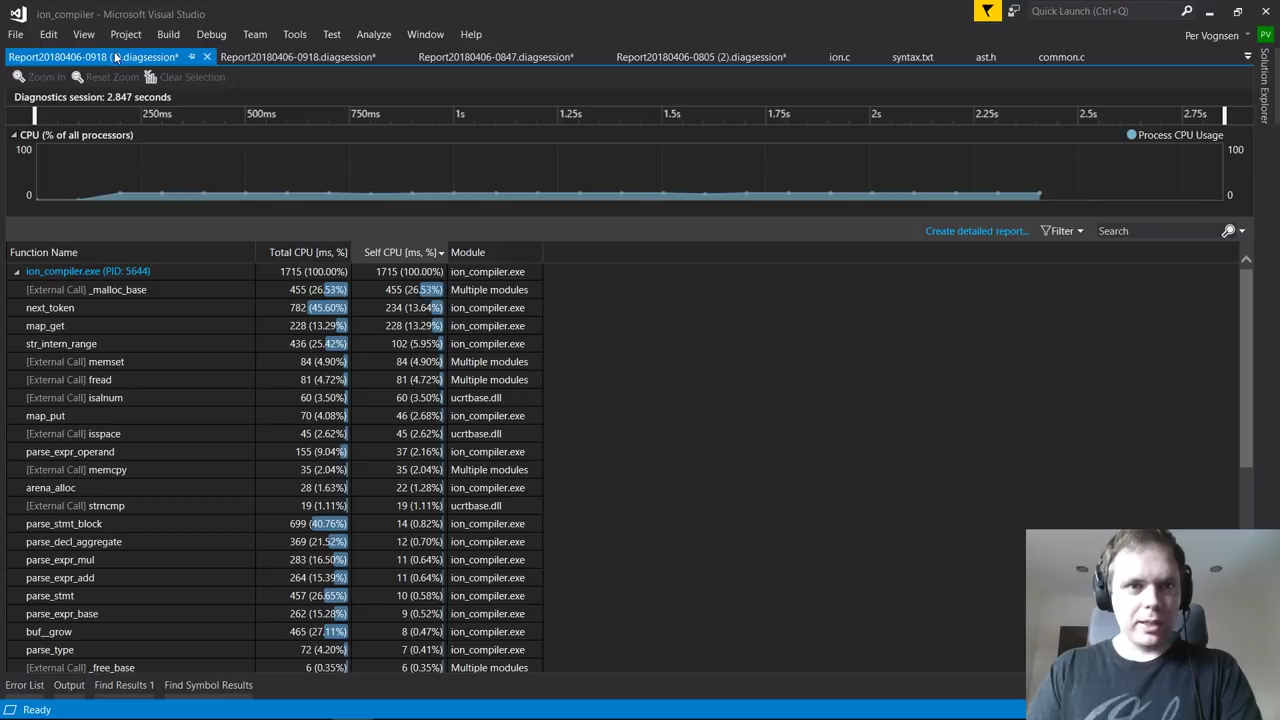 ion_compiler - Microsoft Visual Studio
Quick Launch (Ctrl+Q)
File Edit View Project Build Debug Team Tools Test Analyze Window Help
Per Vognsen PV
Report20180406-0918 ( ).diagsession* Report20180406-0918.diagsession* Report20180406-0847.diagsession* Report20180406-0805 (2).diagsession* ion.c syntax.txt ast.h common.c
Solution Explorer
Zoom In Reset Zoom Clear Selection
Diagnostics session: 2.847 seconds
250ms 500ms 750ms 1s 1.25s 1.5s 1.75s 2s 2.25s 2.5s 2.75s
CPU (% of all processors) Process CPU Usage
100 100
0 0
Create detailed report... Filter Search
Function Name Total CPU [ms, %] Self CPU [ms, %] Module
ion_compiler.exe (PID: 5644) 1715 (100.00%) 1715 (100.00%) ion_compiler.exe
[External Call] _malloc_base 455 (26.53%) 455 (26.53%) Multiple modules
next_token 782 (45.60%) 234 (13.64%) ion_compiler.exe
map_get 228 (13.29%) 228 (13.29%) ion_compiler.exe
str_intern_range 436 (25.42%) 102 (5.95%) ion_compiler.exe
[External Call] memset 84 (4.90%) 84 (4.90%) Multiple modules
[External Call] fread 81 (4.72%) 81 (4.72%) Multiple modules
[External Call] isalnum 60 (3.50%) 60 (3.50%) ucrtbase.dll
map_put 70 (4.08%) 46 (2.68%) ion_compiler.exe
[External Call] isspace 45 (2.62%) 45 (2.62%) ucrtbase.dll
parse_expr_operand 155 (9.04%) 37 (2.16%) ion_compiler.exe
[External Call] memcpy 35 (2.04%) 35 (2.04%) Multiple modules
arena_alloc 28 (1.63%) 22 (1.28%) ion_compiler.exe
[External Call] strncmp 19 (1.11%) 19 (1.11%) ucrtbase.dll
parse_stmt_block 699 (40.76%) 14 (0.82%) ion_compiler.exe
parse_decl_aggregate 369 (21.52%) 12 (0.70%) ion_compiler.exe
parse_expr_mul 283 (16.50%) 11 (0.64%) ion_compiler.exe
parse_expr_add 264 (15.39%) 11 (0.64%) ion_compiler.exe
parse_stmt 457 (26.65%) 10 (0.58%) ion_compiler.exe
parse_expr_base 262 (15.28%) 9 (0.52%) ion_compiler.exe
buf__grow 465 (27.11%) 8 (0.47%) ion_compiler.exe
parse_type 72 (4.20%) 7 (0.41%) ion_compiler.exe
[External Call] _free_base 6 (0.35%) 6 (0.35%) Multiple modules
Error List Output Find Results 1 Find Symbol Results
Ready